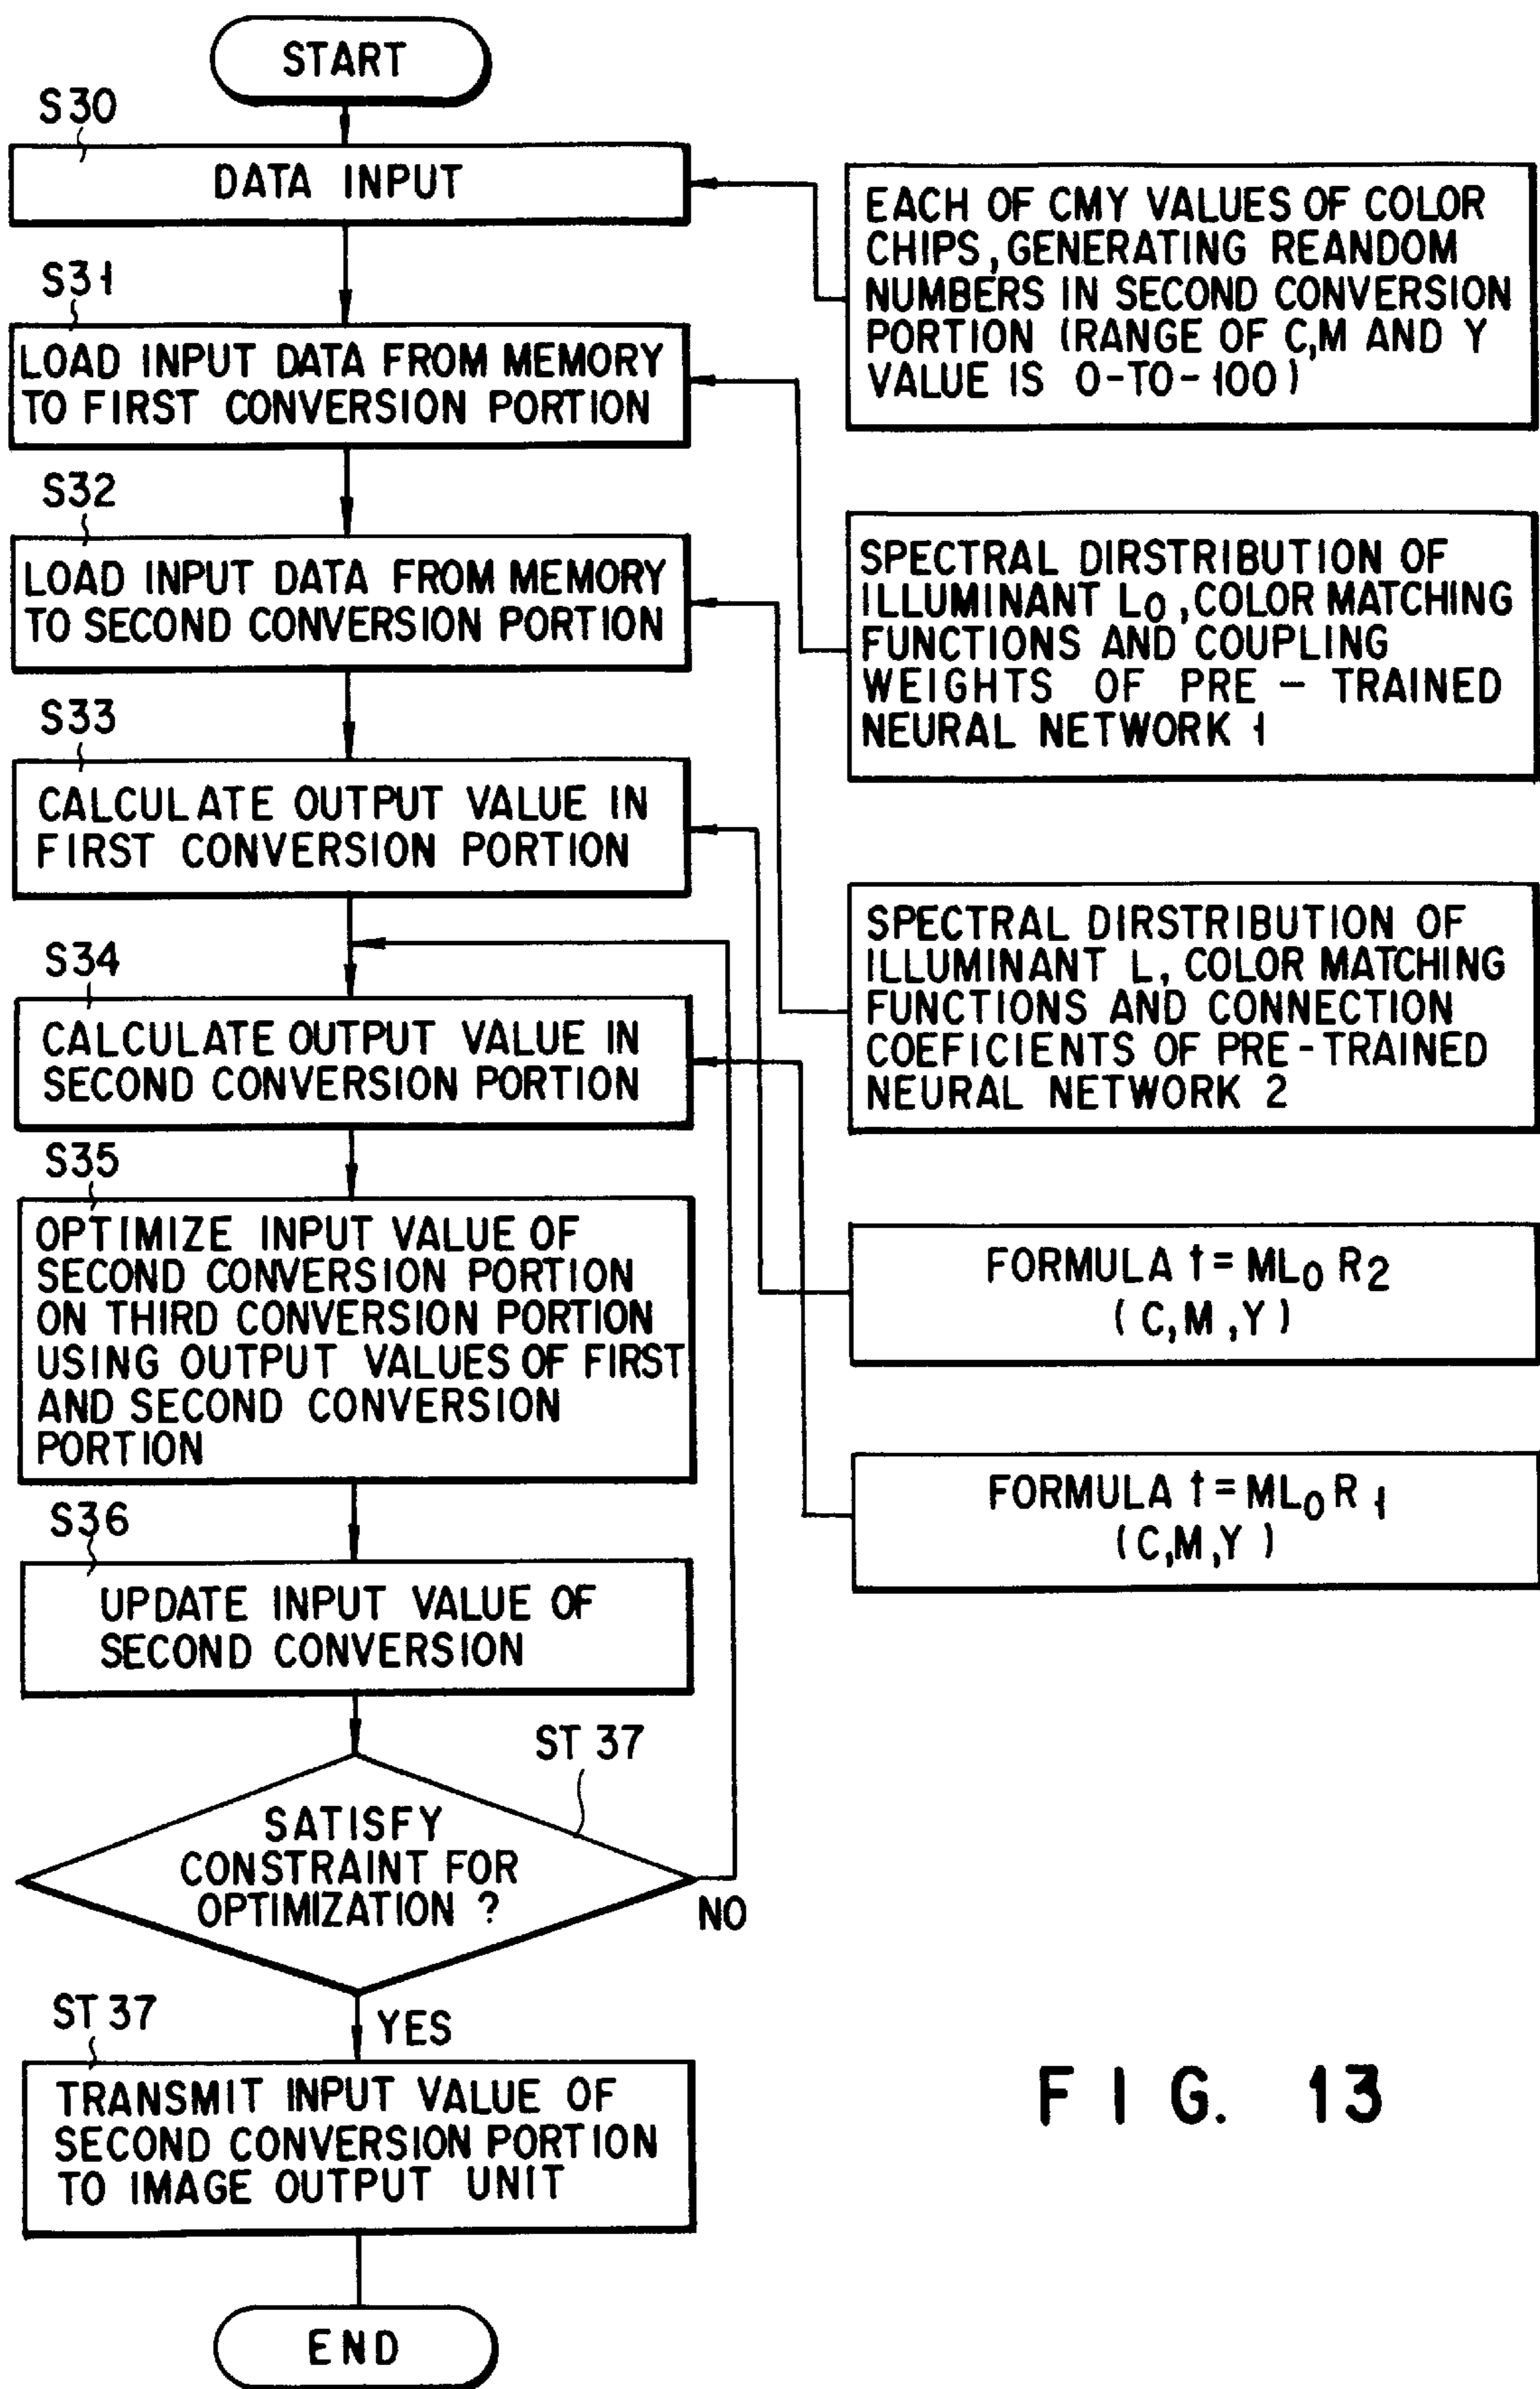 START
S30
DATA INPUT
EACH OF CMY VALUES OF COLOR
CHIPS, GENERATING REANDOM
NUMBERS IN SECOND CONVERSION
PORTION (RANGE OF C,M AND Y
VALUE IS 0-TO-100)
S31
LOAD INPUT DATA FROM MEMORY
TO FIRST CONVERSION PORTION
SPECTRAL DIRSTRIBUTION OF
ILLUMINANT L0, COLOR MATCHING
FUNCTIONS AND COUPLING
WEIGHTS OF PRE-TRAINED
NEURAL NETWORK 1
S32
LOAD INPUT DATA FROM MEMORY
TO SECOND CONVERSION PORTION
SPECTRAL DIRSTRIBUTION OF
ILLUMINANT L, COLOR MATCHING
FUNCTIONS AND CONNECTION
COEFICIENTS OF PRE-TRAINED
NEURAL NETWORK 2
S33
CALCULATE OUTPUT VALUE IN
FIRST CONVERSION PORTION
FORMULA t = ML0 R2
(C,M,Y)
S34
CALCULATE OUTPUT VALUE IN
SECOND CONVERSION PORTION
FORMULA t = ML0 R1
(C,M,Y)
S35
OPTIMIZE INPUT VALUE OF
SECOND CONVERSION PORTION
ON THIRD CONVERSION PORTION
USING OUTPUT VALUES OF FIRST
AND SECOND CONVERSION
PORTION
S36
UPDATE INPUT VALUE OF
SECOND CONVERSION
ST 37
SATISFY
CONSTRAINT FOR
OPTIMIZATION ?
NO
YES
ST 37
TRANSMIT INPUT VALUE OF
SECOND CONVERSION PORTION
TO IMAGE OUTPUT UNIT
END
FIG. 13